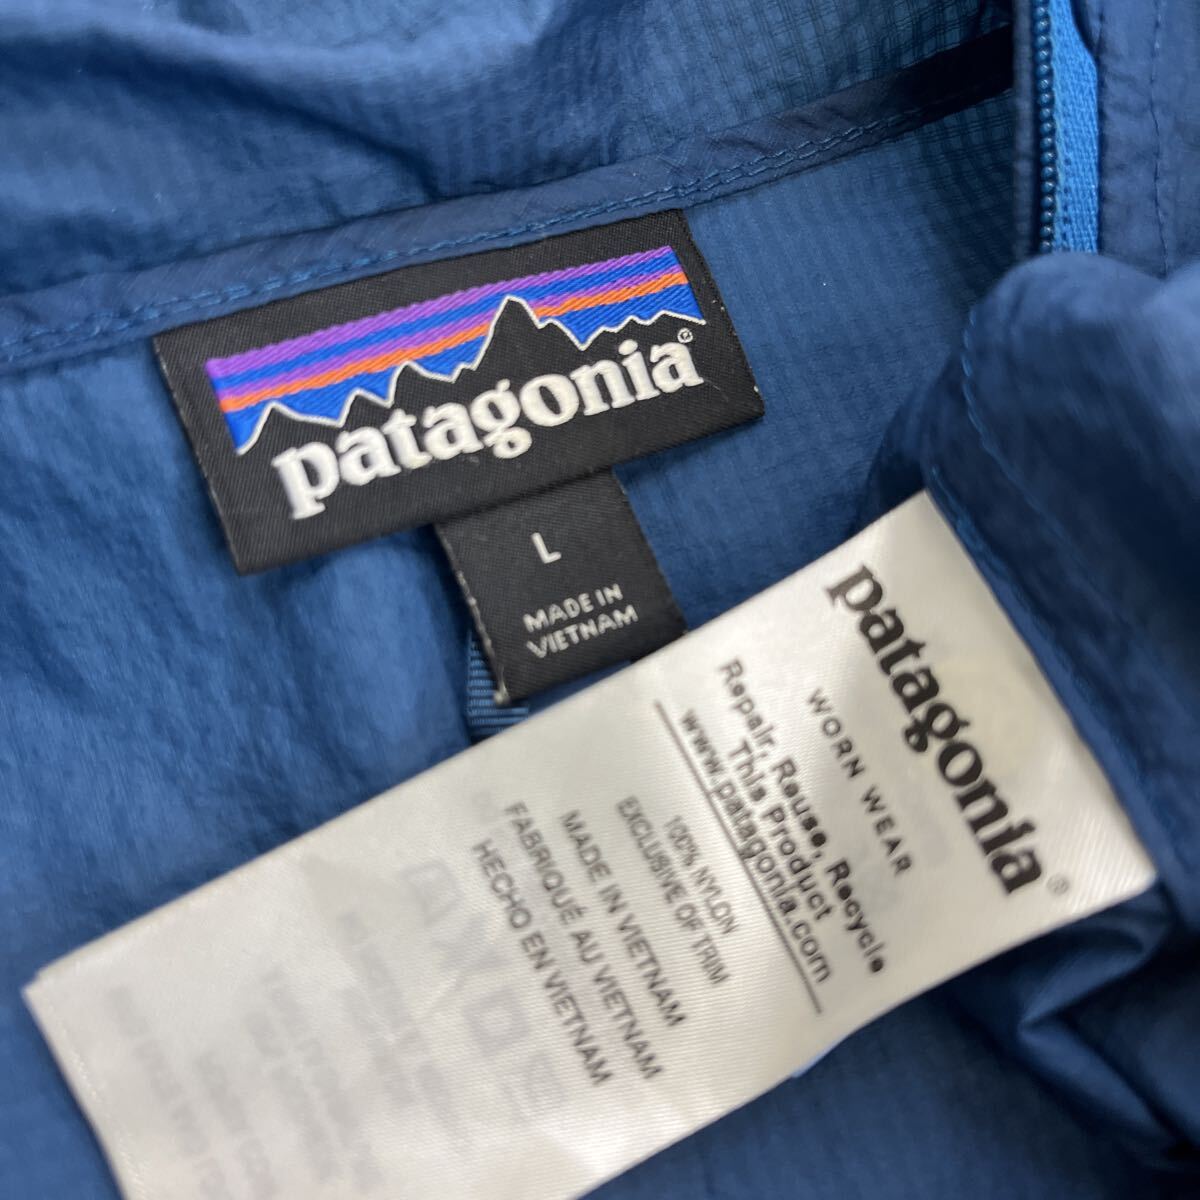 patagonia®
L
MADE IN
VIETNAM
patagonia®
WORN WEAR
Repair, Reuse, Recycle
This Product
www.patagonia.com
100% NYLON
EXCLUSIVE OF TRIM
MADE IN VIETNAM
FABRIQUÉ AU VIETNAM
HECHO EN VIETNAM